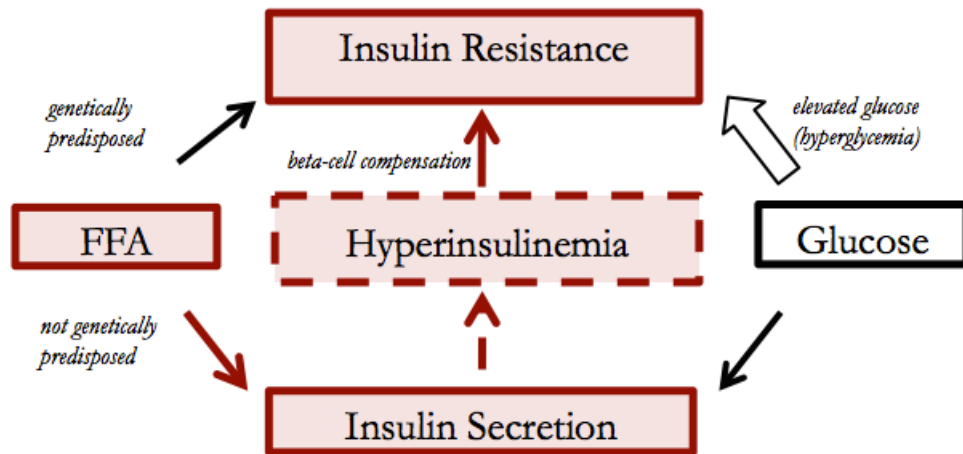 Insulin Resistance
genetically
predisposed
elevated glucose
(hyperglycemia)
beta-cell compensation
FFA
Hyperinsulinemia
Glucose
not genetically
predisposed
Insulin Secretion